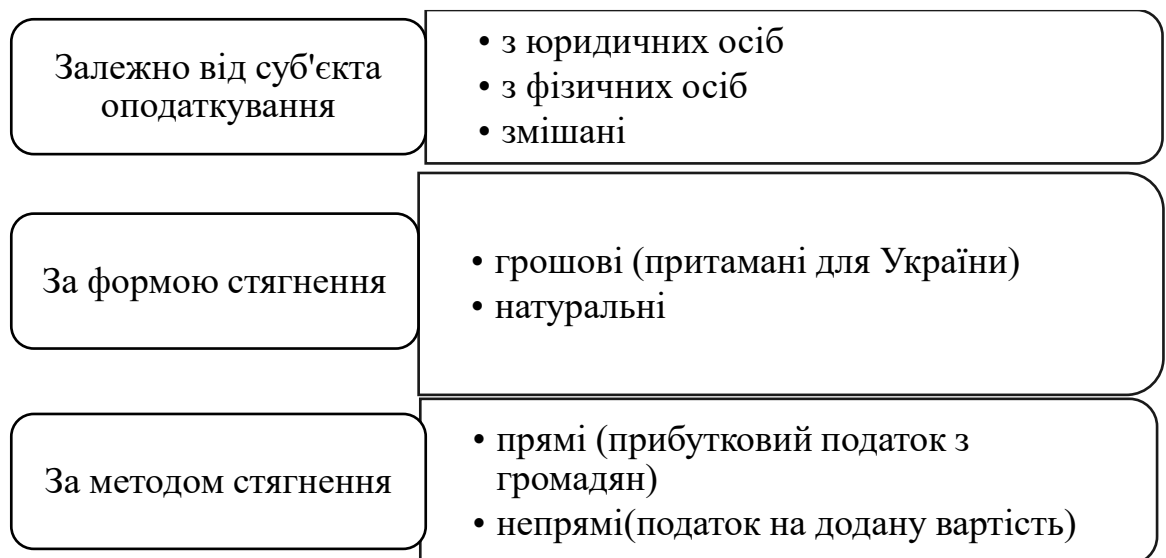 Залежно від суб'єкта
оподаткування
• з юридичних осіб
• з фізичних осіб
• змішані
За формою стягнення
• грошові (притамані для України)
• натуральні
За методом стягнення
• прямі (прибутковий податок з
громадян)
• непрямі(податок на додану вартість)